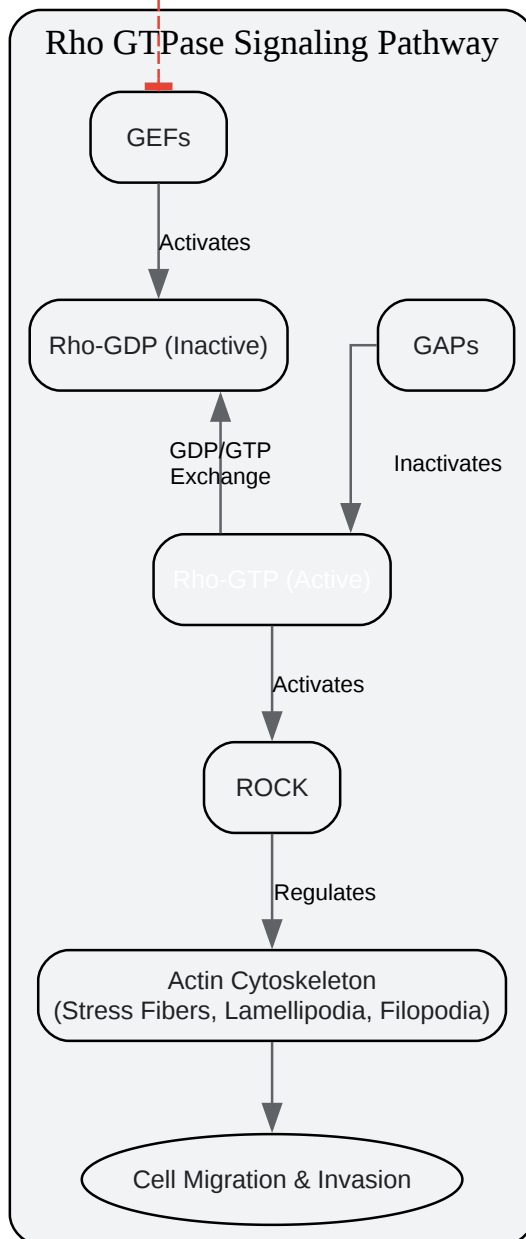 Rho GTPase Signaling Pathway
GEFs
Activates
Rho-GDP (Inactive)
GAPs
GDP/GTP
Exchange
Inactivates
Rho-GTP (Active)
Activates
ROCK
Regulates
Actin Cytoskeleton
(Stress Fibers, Lamellipodia, Filopodia)
Cell Migration & Invasion